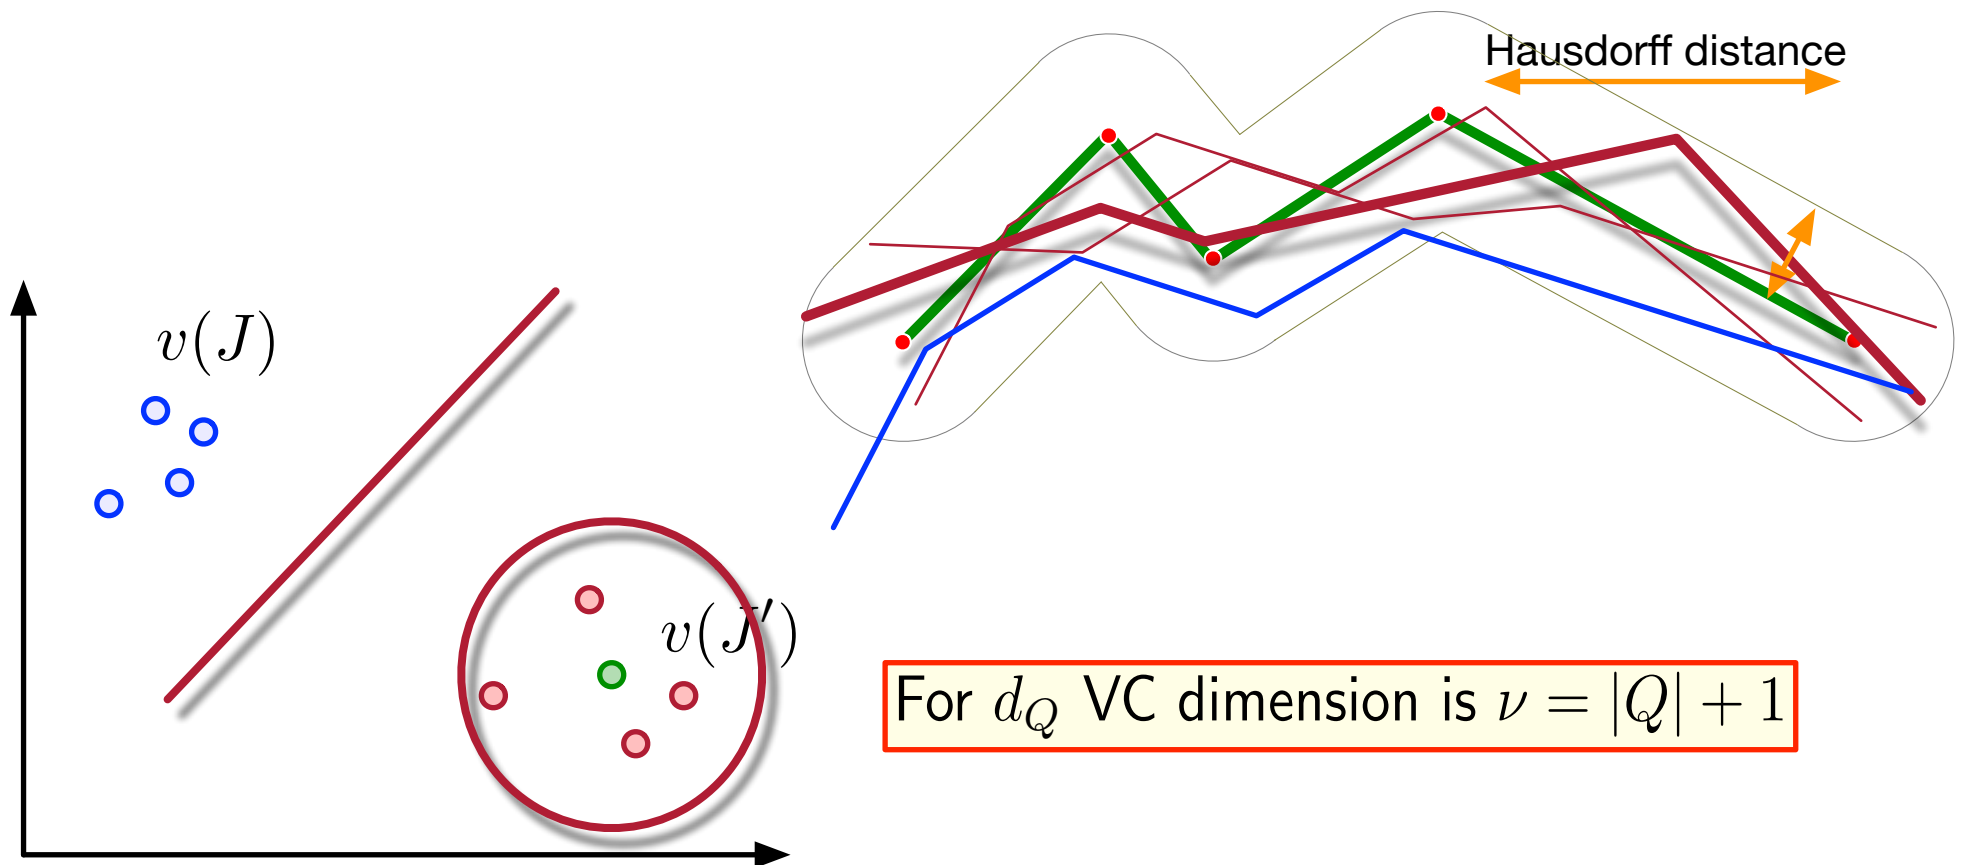 Hausdorff distance
v(J)
v(J′)
For d_Q VC dimension is ν = |Q| + 1